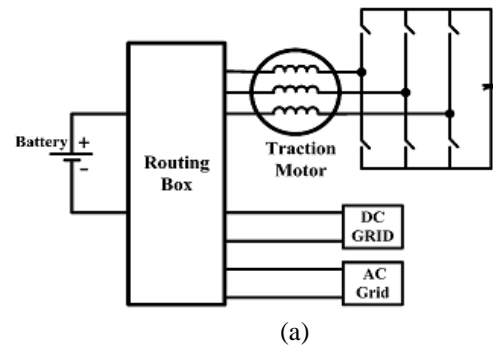 Battery
+
-
Routing
Box
Traction
Motor
DC
GRID
AC
Grid
(a)